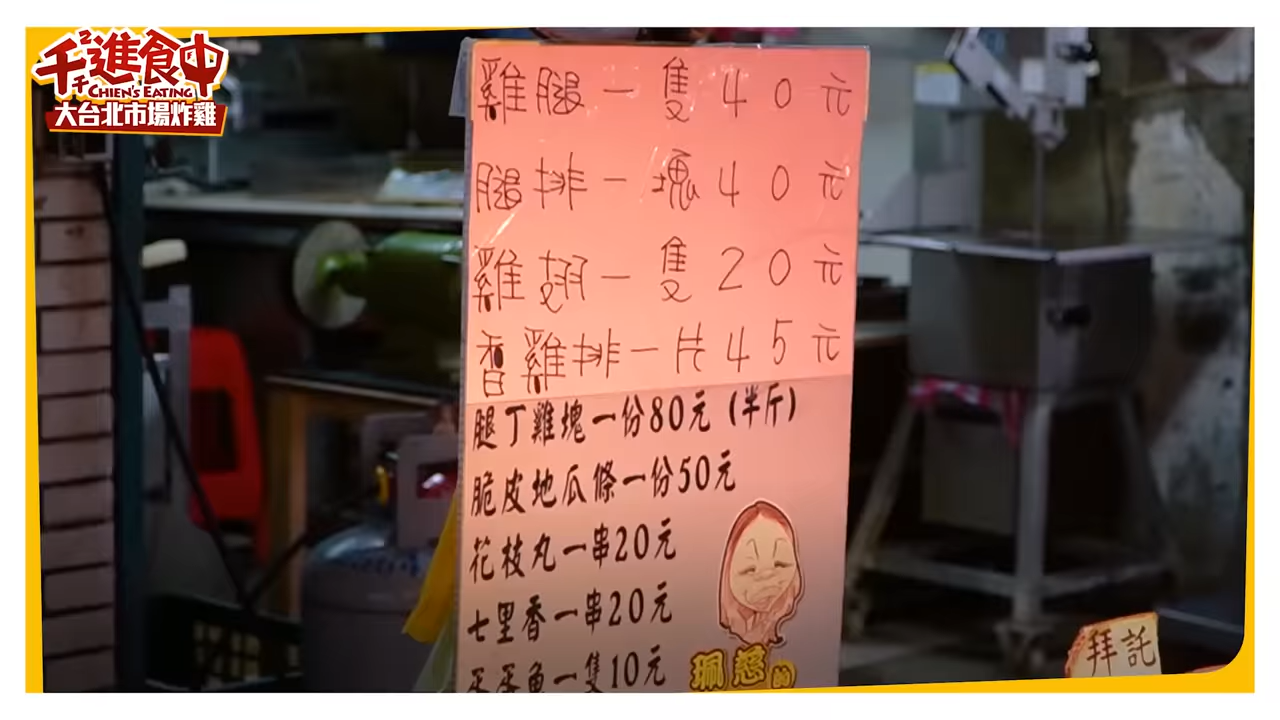 千千進食中
CHIEN'S EATING
大台北市場炸雞
雞腿一隻40元
腿排一塊40元
雞翅一隻20元
香雞排一片45元
腿丁雞塊一份80元(半斤)
脆皮地瓜條一份50元
花枝丸一串20元
七里香一串20元
蛋魚一隻10元
珮慈的
拜託